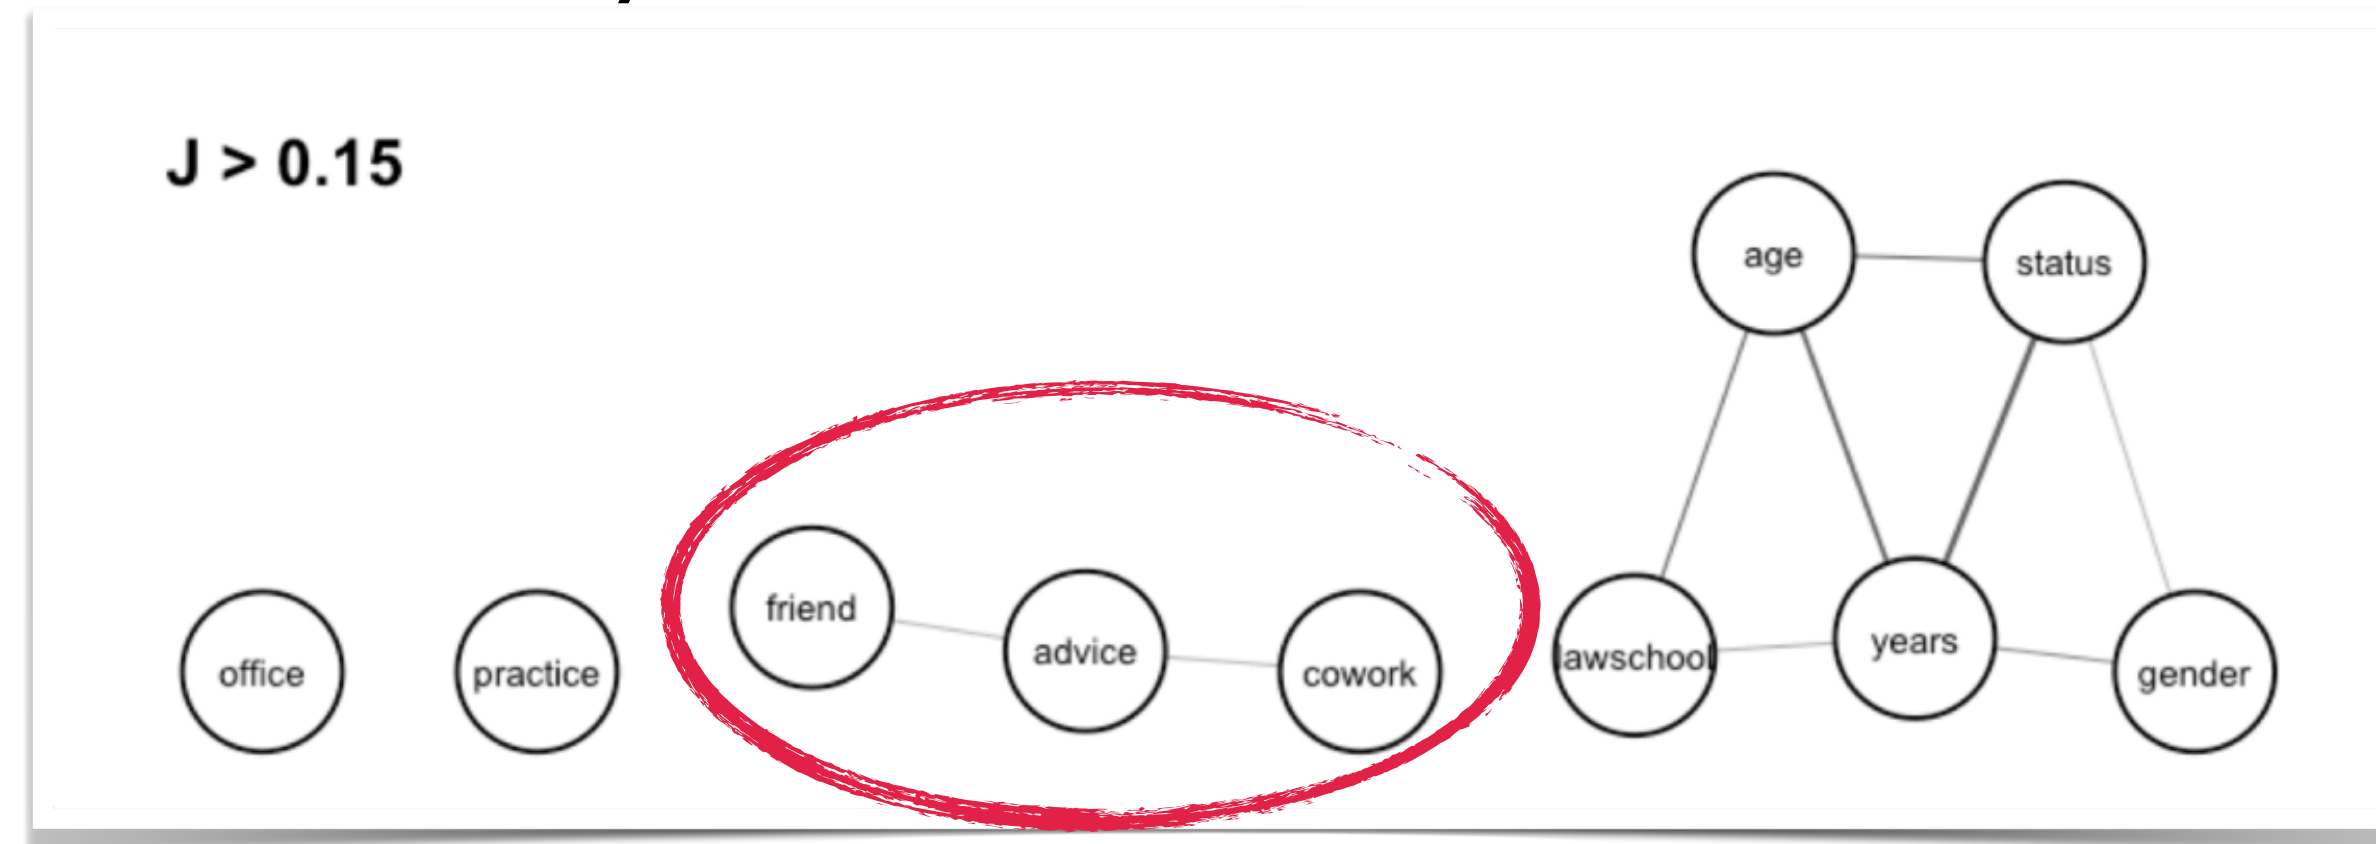 J > 0.15
age
status
friend
advice
cowork
office
practice
lawschool
years
gender